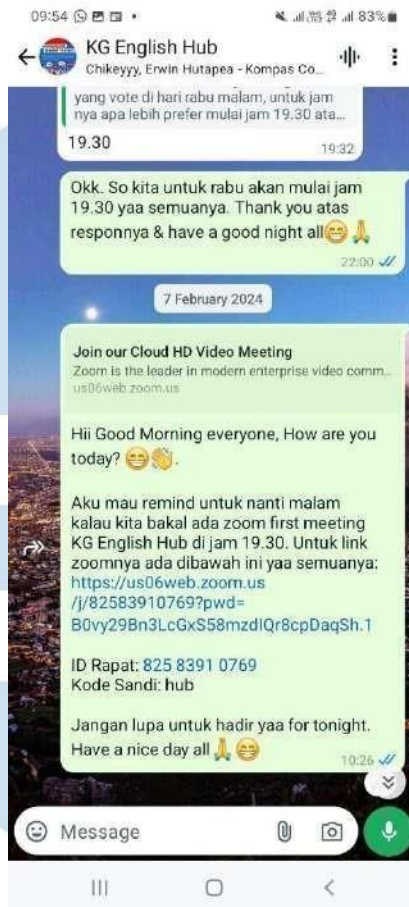 09:54
83%
KG English Hub
Chikeyyy, Erwin Hutapea - Kompas Co...
yang vote di hari rabu malam, untuk jam
nya apa lebih prefer mulai jam 19.30 ata...
19.30
19:32
Okk. So kita untuk rabu akan mulai jam
19.30 yaa semuanya. Thank you atas
responnya & have a good night all😁🙏
22:00
7 February 2024
Join our Cloud HD Video Meeting
Zoom is the leader in modern enterprise video comm..
us06web.zoom.us
Hii Good Morning everyone, How are you
today? 😁👏.
Aku mau remind untuk nanti malam
kalau kita bakal ada zoom first meeting
KG English Hub di jam 19.30. Untuk link
zoomnya ada dibawah ini yaa semuanya:
https://us06web.zoom.us
/j/82583910769?pwd=
B0vy29Bn3LcGxS58mzdlQr8cpDaqSh.1
ID Rapat: 825 8391 0769
Kode Sandi: hub
Jangan lupa untuk hadir yaa for tonight.
Have a nice day all 🙏😁
10:26
Message